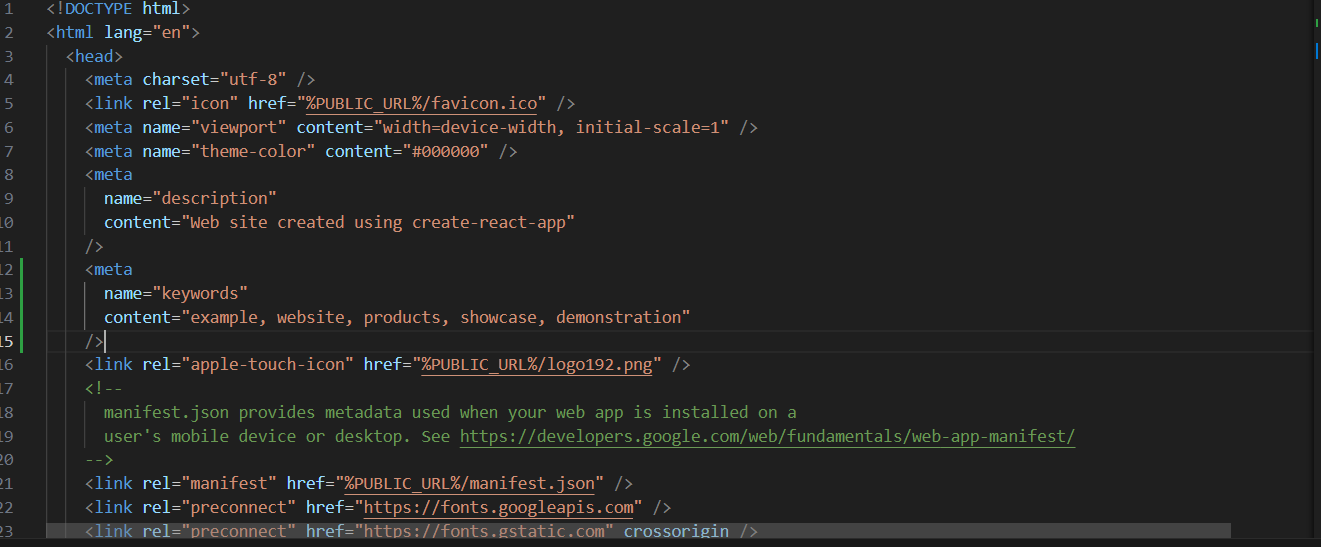 1 <!DOCTYPE html>
2 <html lang="en">
3 <head>
4 <meta charset="utf-8" />
5 <link rel="icon" href="%PUBLIC_URL%/favicon.ico" />
6 <meta name="viewport" content="width=device-width, initial-scale=1" />
7 <meta name="theme-color" content="#000000" />
8 <meta
9 name="description"
10 content="Web site created using create-react-app"
11 />
12 <meta
13 name="keywords"
14 content="example, website, products, showcase, demonstration"
15 />
16 <link rel="apple-touch-icon" href="%PUBLIC_URL%/logo192.png" />
17 <!--
18 manifest.json provides metadata used when your web app is installed on a
19 user's mobile device or desktop. See https://developers.google.com/web/fundamentals/web-app-manifest/
20 -->
21 <link rel="manifest" href="%PUBLIC_URL%/manifest.json" />
22 <link rel="preconnect" href="https://fonts.googleapis.com" />
23 <link rel="preconnect" href="https://fonts.gstatic.com" crossorigin />